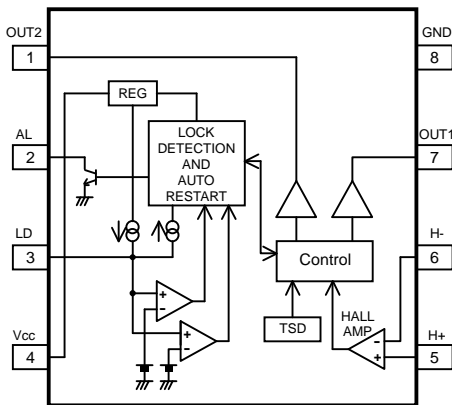 OUT2
1
GND
8
REG
AL
2
LOCK
DETECTION
AND
AUTO
RESTART
OUT1
7
LD
3
Control
H-
6
+
−
+
−
TSD
HALL
AMP
−
+
Vcc
4
H+
5